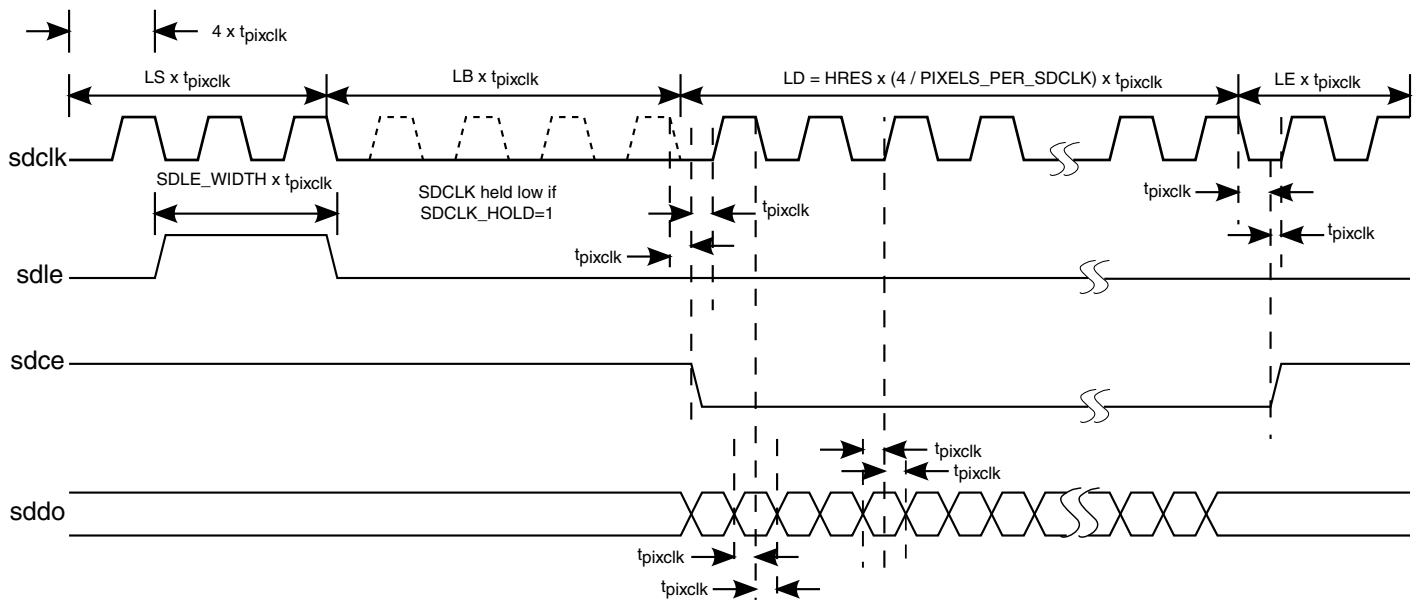 4 x tpixclk
LS x tpixclk
LB x tpixclk
LD = HRES x (4 / PIXELS_PER_SDCLK) x tpixclk
LE x tpixclk
sdclk
SDLE_WIDTH x tpixclk
SDCLK held low if
SDCLK_HOLD=1
tpixclk
tpixclk
tpixclk
tpixclk
sdle
sdce
tpixclk
tpixclk
sddo
tpixclk
tpixclk